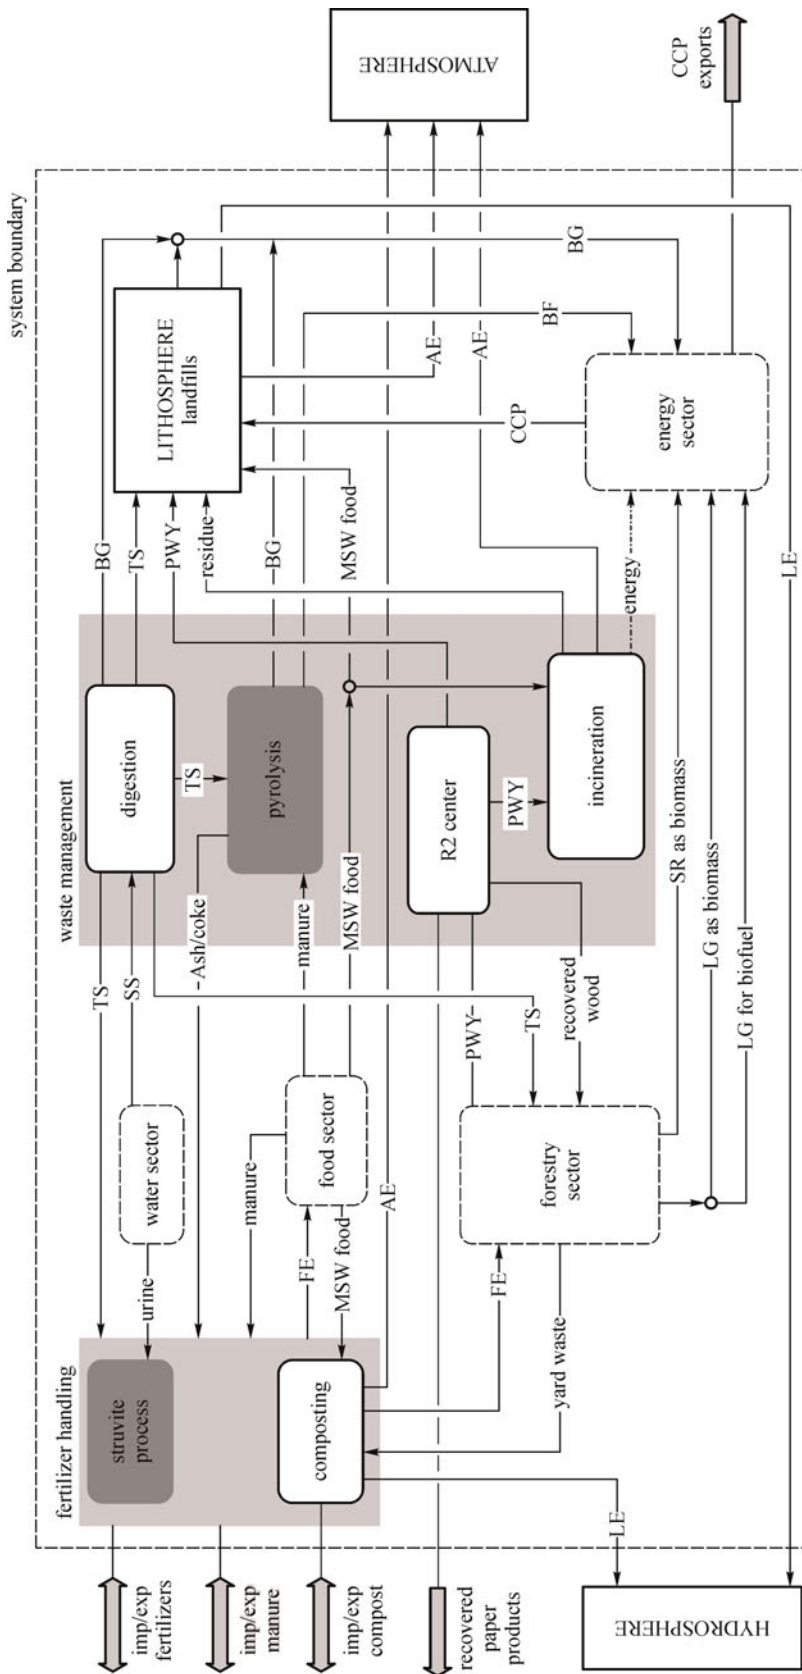 system boundary
fertilizer handling
struvite
process
composting
imp/exp
fertilizers
imp/exp
manure
imp/exp
compost
recovered
paper
products
HYDROSPHERE
TS
urine
water sector
SS
Ash/coke
manure
FE
food sector
MSW food
manure
MSW food
AE
FE
yard waste
LE
forestry
sector
PWY
TS
recovered
wood
waste management
digestion
TS
pyrolysis
R2 center
PWY
incineration
SR as biomass
LG as biomass
LG for biofuel
BG
TS
PWY
residue
BG
MSW food
energy
LITHOSPHERE
landfills
CCP
AE
AE
BF
BG
energy
sector
LE
ATMOSPHERE
CCP
exports